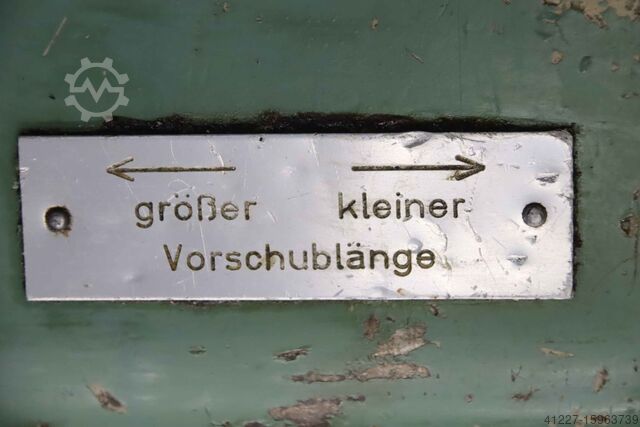 größer kleiner
Vorschublänge
41227-15963739